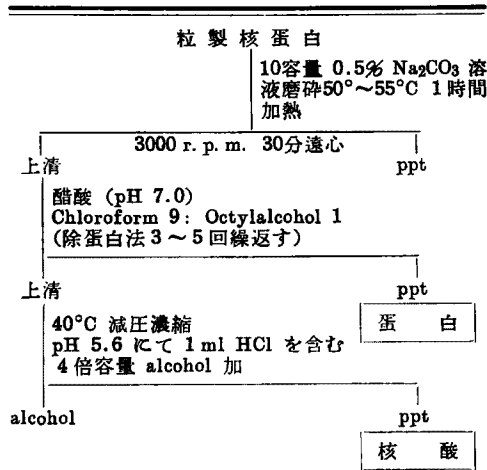 粒製核蛋白
10容量 0.5% Na2CO3 溶
液磨砕50°～55°C 1時間
加熱
3000 r. p. m. 30分遠心
上清 ppt
醋酸 (pH 7.0)
Chloroform 9: Octylalcohol 1
(除蛋白法3～5回繰返す)
上清 ppt
蛋 白
40°C 減圧濃縮
pH 5.6 にて 1ml HCl を含む
4倍容量 alcohol 加
alcohol ppt
核 酸